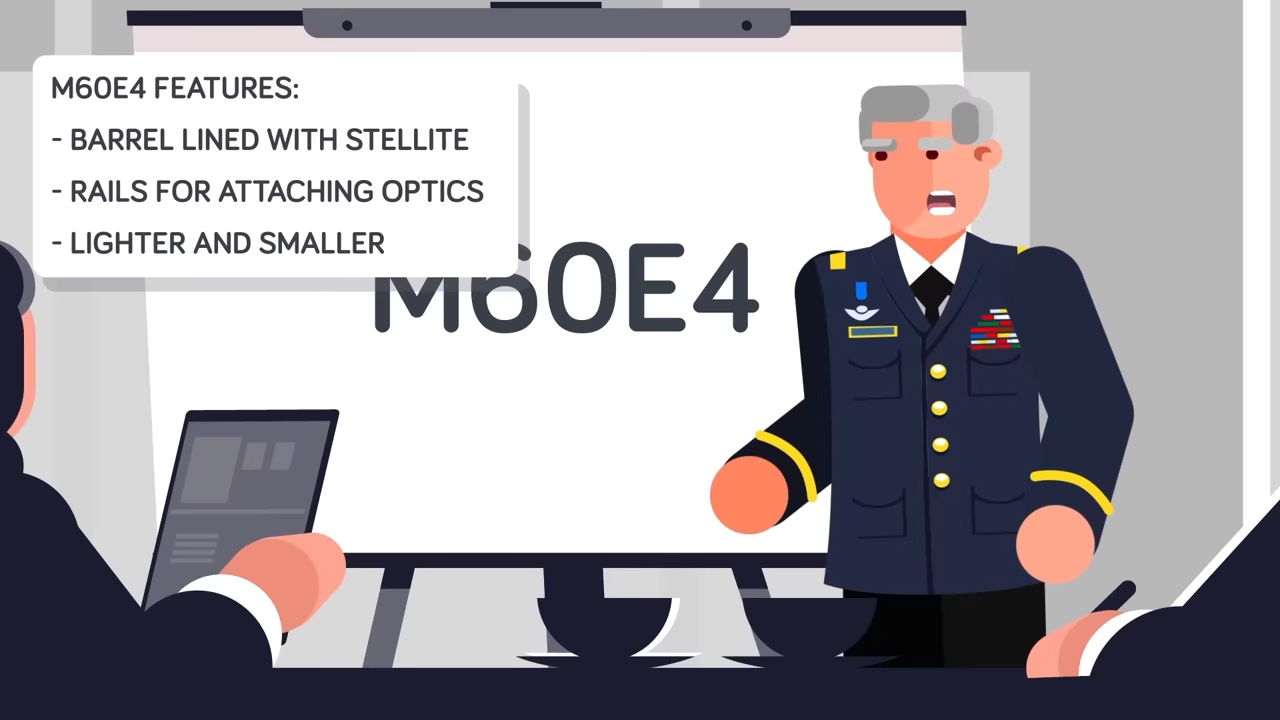 M60E4 FEATURES:
- BARREL LINED WITH STELLITE
- RAILS FOR ATTACHING OPTICS
- LIGHTER AND SMALLER
M60E4